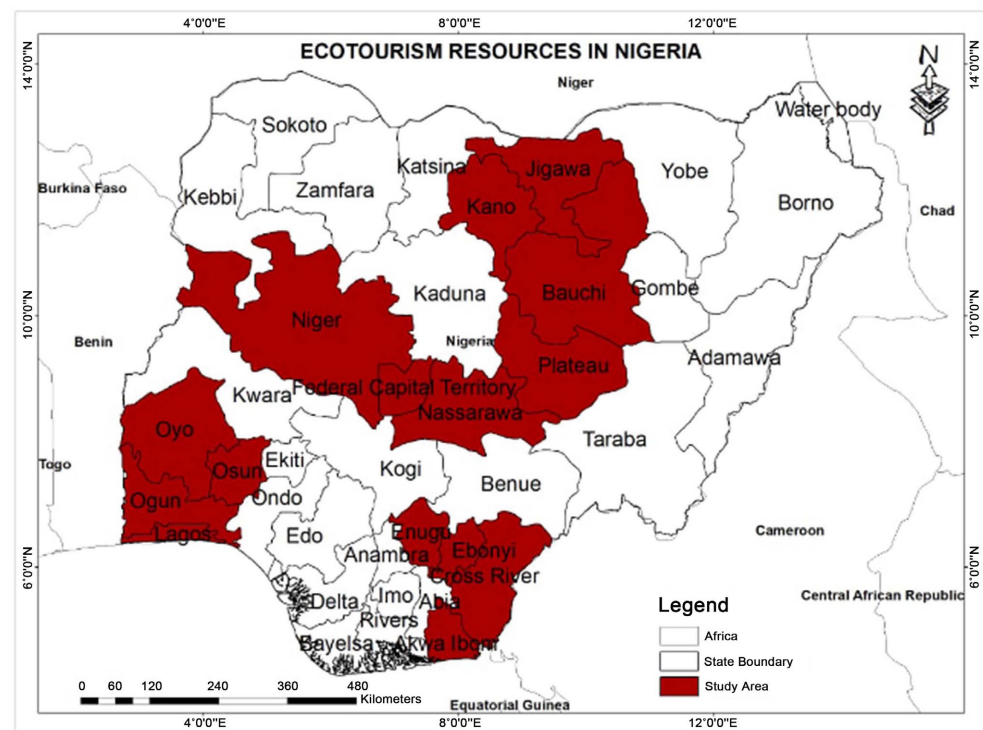 4°0'0"E 8°0'0"E 12°0'0"E
ECOTOURISM RESOURCES IN NIGERIA
N
14°0'0"N
14°0'0"N
Niger
Water body
Sokoto
Katsina
Jigawa
Yobe
Burkina Faso
Kebbi
Zamfara
Kano
Borno
Chad
Kaduna
Bauchi
Gombe
10°0'0"N
10°0'0"N
Niger
Benin
Nigeria
Plateau
Adamawa
Kwara
Federal Capital Territory
Nassarawa
Oyo
Taraba
Togo
Osun
Ekiti
Kogi
Benue
Ogun
Ondo
Lagos
Edo
Enugu
Ebonyi
Anambra
Cameroon
6°0'0"N
6°0'0"N
Cross River
Delta
Imo
Abia
Central African Republic
Rivers
Bayelsa
Akwa Ibom
Legend
Africa
State Boundary
Study Area
0 60 120 240 360 480
Kilometers
Equatorial Guinea
4°0'0"E 8°0'0"E 12°0'0"E